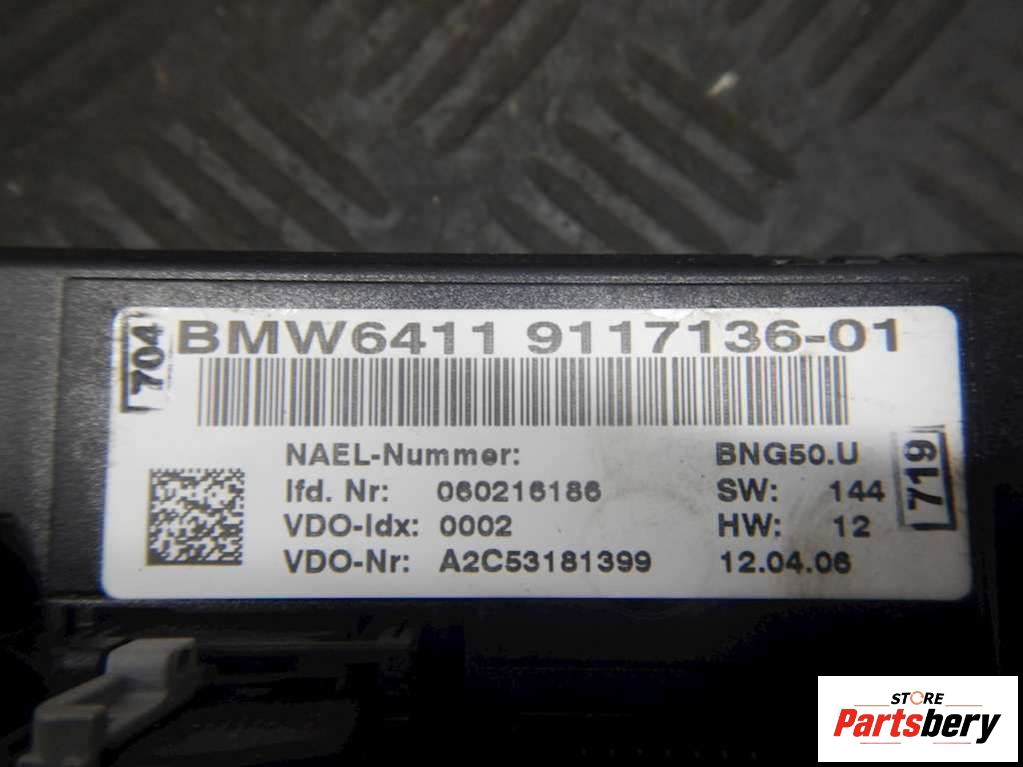 704
BMW6411 9117136-01
NAEL-Nummer: BNG50.U
lfd. Nr: 060216186 SW: 144
VDO-Idx: 0002 HW: 12
VDO-Nr: A2C53181399 12.04.06
719
STORE
Partsbery